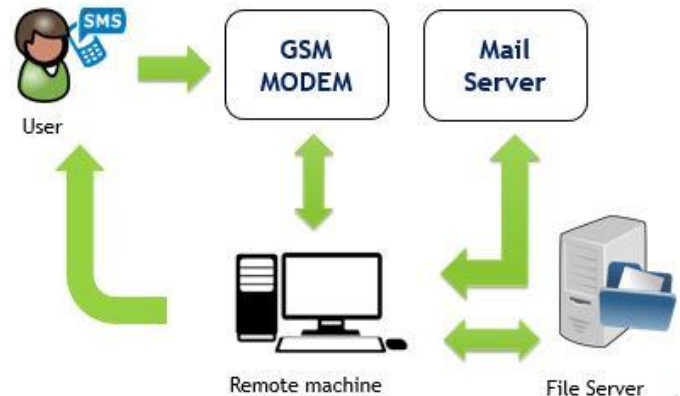 SMS
User
GSM
MODEM
Mail
Server
Remote machine
File Server